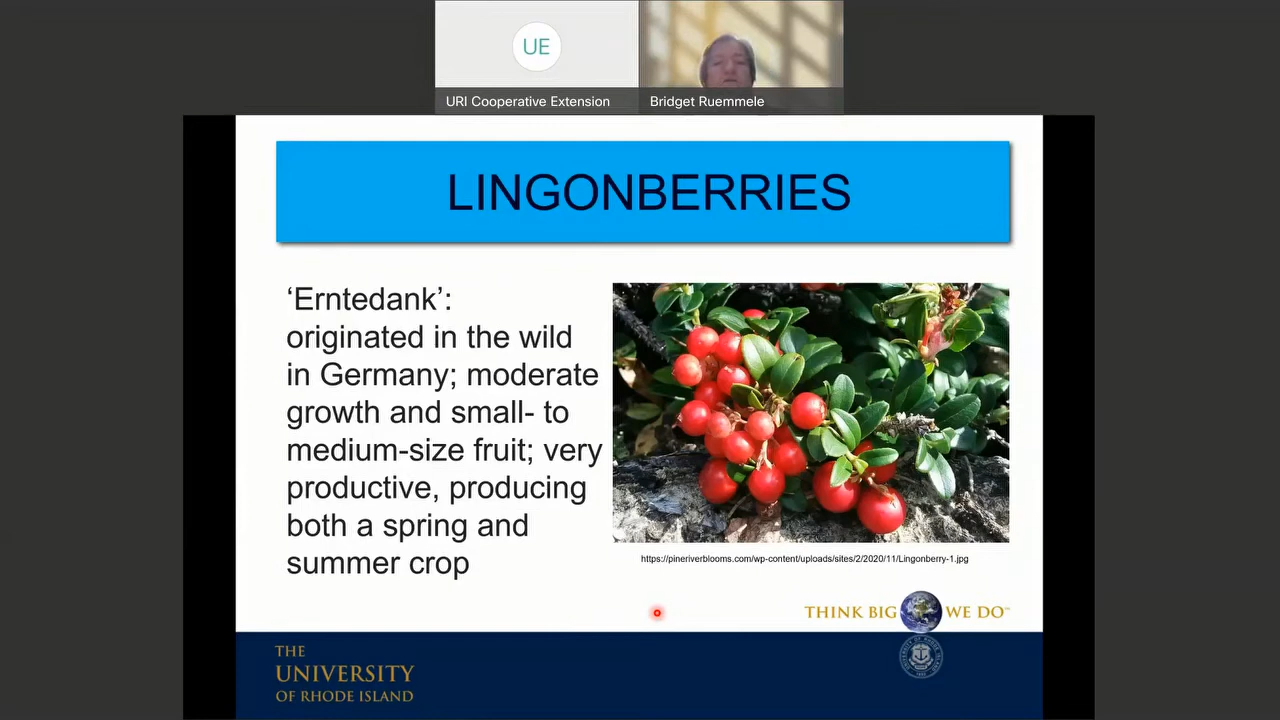 UE
URI Cooperative Extension
Bridget Ruemmele
LINGONBERRIES
‘Erntedank’:
originated in the wild
in Germany; moderate
growth and small- to
medium-size fruit; very
productive, producing
both a spring and
summer crop
https://pineriverblooms.com/wp-content/uploads/sites/2/2020/11/Lingonberry-1.jpg
THINK BIG WE DO™
THE
UNIVERSITY
OF RHODE ISLAND